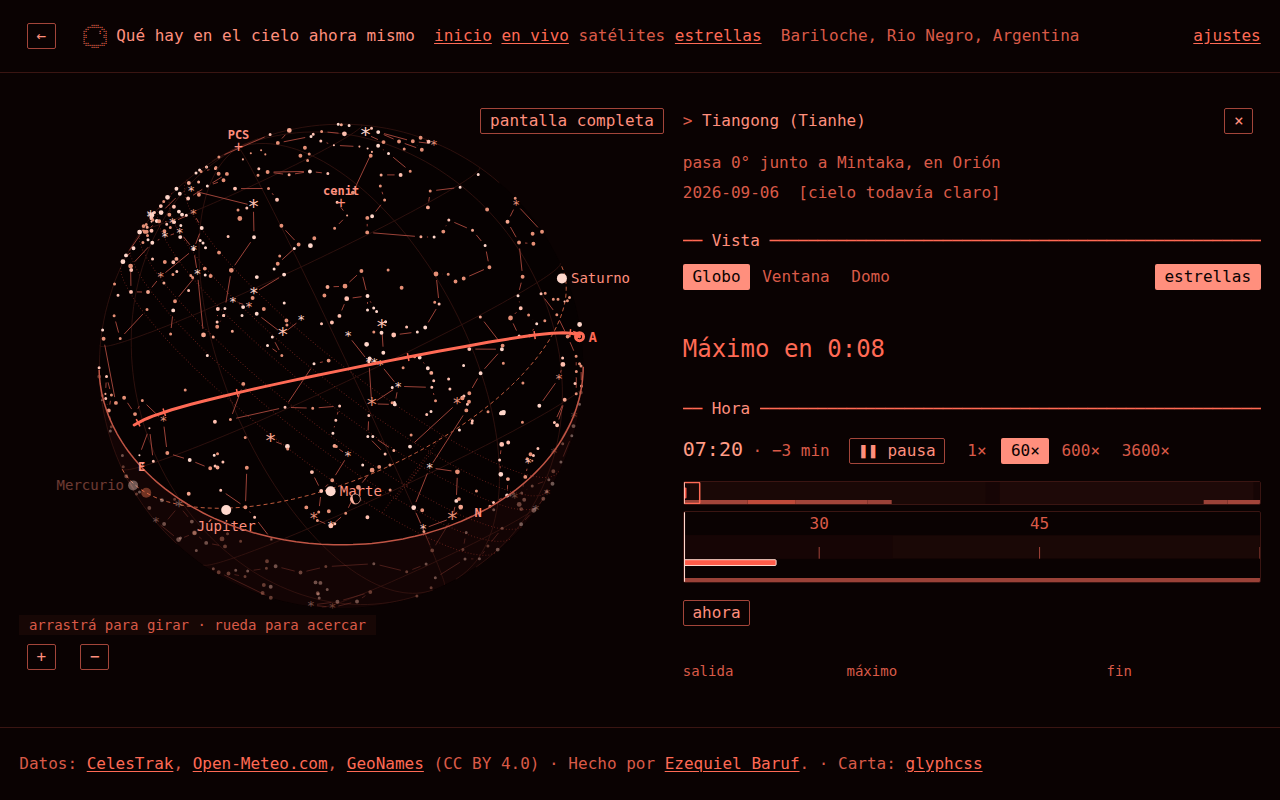 ← Qué hay en el cielo ahora mismo inicio en vivo satélites estrellas Bariloche, Rio Negro, Argentina ajustes
pantalla completa
PCS
cenit
Saturno
A
E
Mercurio
Marte
Júpiter
N
arrastrá para girar · rueda para acercar
+ −
> Tiangong (Tianhe) ×
pasa 0° junto a Mintaka, en Orión
2026-09-06 [cielo todavía claro]
Vista
Globo Ventana Domo estrellas
Máximo en 0:08
Hora
07:20 · −3 min ❚❚ pausa 1× 60× 600× 3600×
30 45
ahora
salida máximo fin
Datos: CelesTrak, Open-Meteo.com, GeoNames (CC BY 4.0) · Hecho por Ezequiel Baruf. · Carta: glyphcss